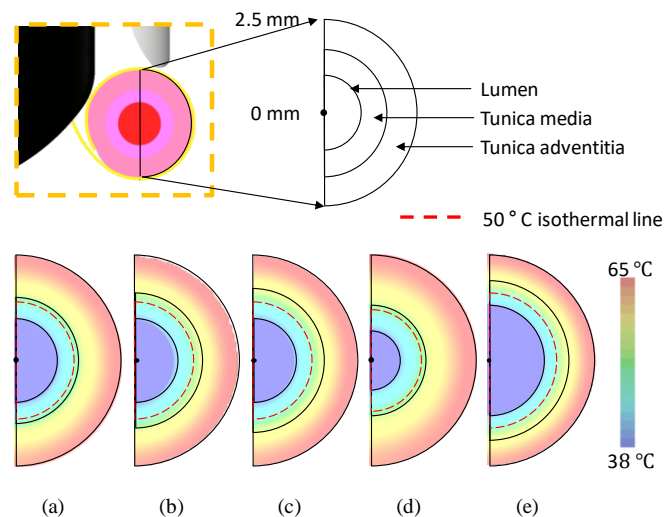 2.5 mm
0 mm
Lumen
Tunica media
Tunica adventitia
50 ° C isothermal line
65 ℃
38 ℃
(a) (b) (c) (d) (e)